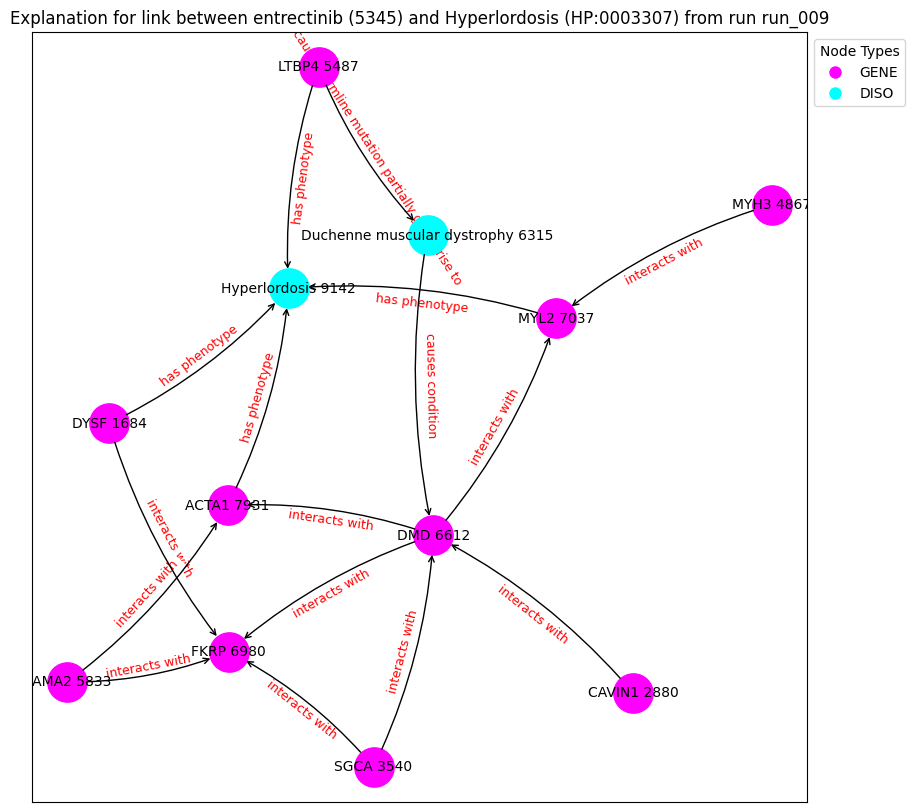 Explanation for link between entrectinib (5345) and Hyperlordosis (HP:0003307) from run run_009
Node Types
GENE
DISO
LTBP4 5487
has phenotype
MYH3 4867
interacts with
Duchenne muscular dystrophy 6315
rise to
Hyperlordosis 9142
has phenotype
MYL2 7037
has phenotype
causes condition
interacts with
has phenotype
DYSF 1684
interacts with
ACTA1 7931
interacts with
DMD 6612
interacts with
interacts with
interacts with
interacts with
FKRP 6980
interacts with
AMA2 5833
interacts with
interacts with
CAVIN1 2880
SGCA 3540
mline mutation partially